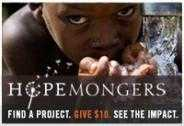 HOPEMONGERS
FIND A PROJECT. GIVE $10. SEE THE IMPACT.